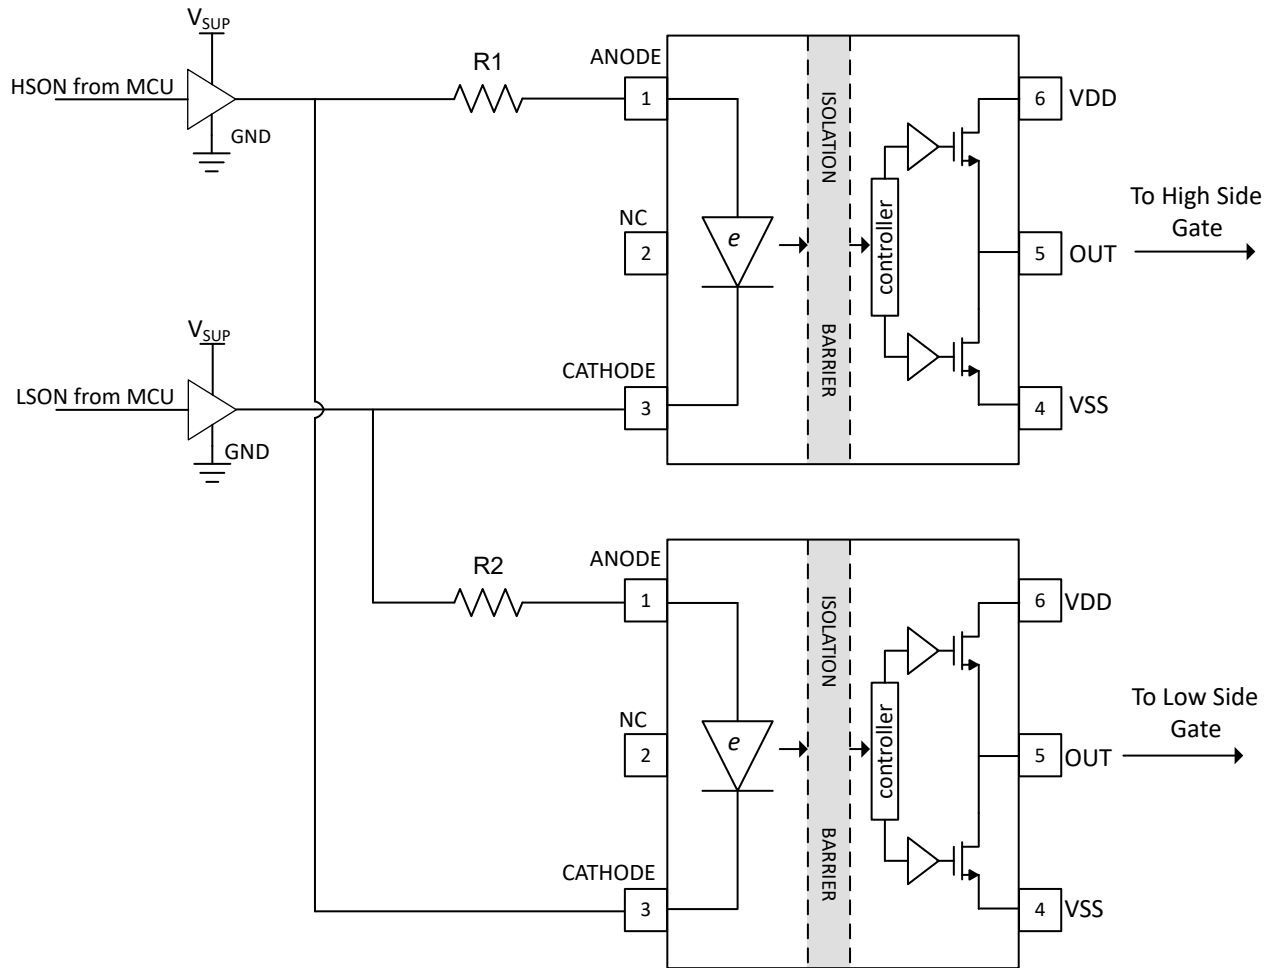 V_SUP
HSON from MCU
GND
R1
ANODE
1
NC
2
CATHODE
3
e
ISOLATION
BARRIER
controller
6 VDD
5 OUT
4 VSS
To High Side
Gate
V_SUP
LSON from MCU
GND
R2
ANODE
1
NC
2
CATHODE
3
e
ISOLATION
BARRIER
controller
6 VDD
5 OUT
4 VSS
To Low Side
Gate